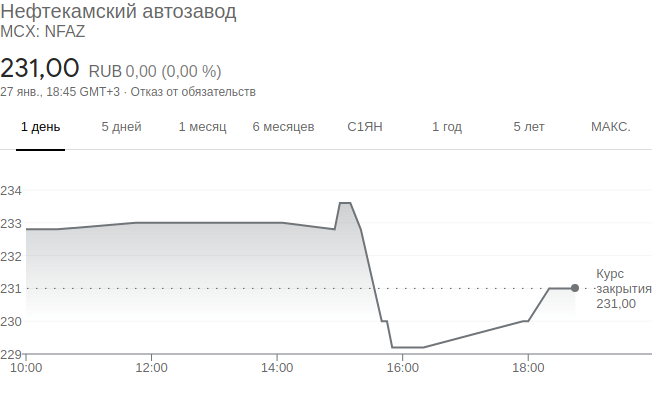 Нефтекамский автозавод
MCX: NFAZ
231,00 RUB 0,00 (0,00 %)
27 янв., 18:45 GMT+3 · Отказ от обязательств
1 день 5 дней 1 месяц 6 месяцев С1ЯН 1 год 5 лет МАКС.
234
233
232
231
230
229
Курс
закрытия
231,00
10:00 12:00 14:00 16:00 18:00